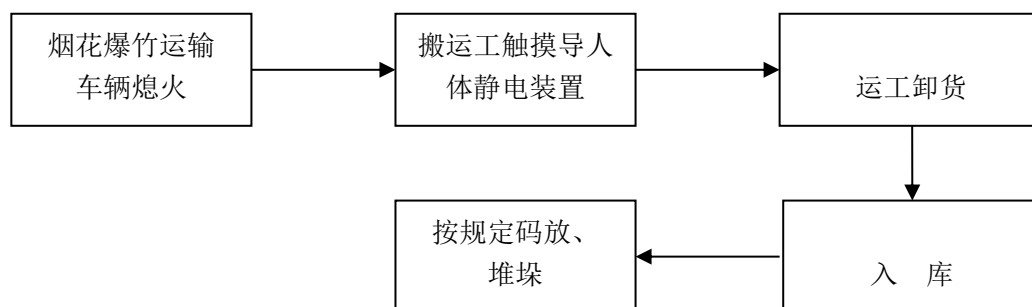 烟花爆竹运输
车辆熄火
搬运工触摸导人
体静电装置
运工卸货
入　库
按规定码放、
堆垛